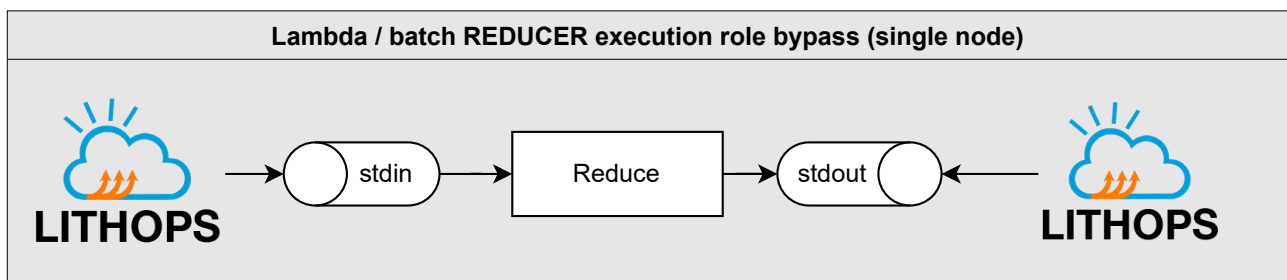 Lambda / batch REDUCER execution role bypass (single node)
stdin
Reduce
stdout
LITHOPS
LITHOPS